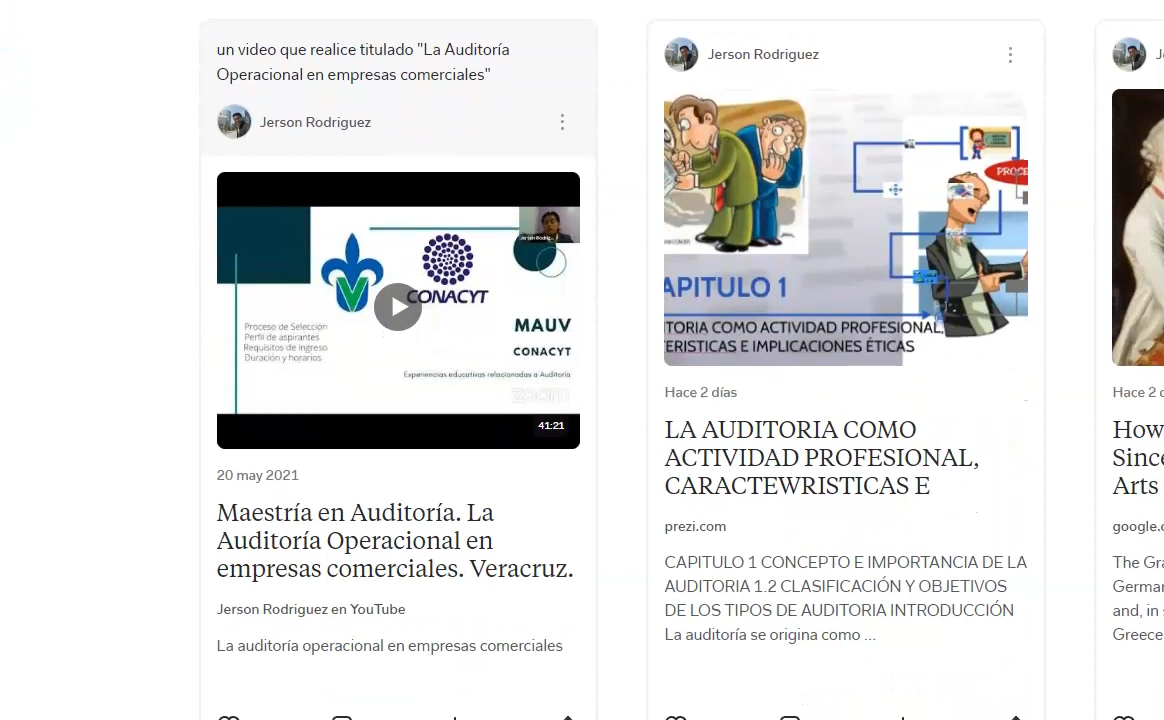 un video que realice titulado "La Auditoría
Operacional en empresas comerciales"
Jerson Rodriguez
CONACYT
Proceso de Selección
Perfil de aspirantes
Requisitos de ingreso
Duración y horarios
MAUV
CONACYT
Experiencias educativas relacionadas a Auditoría
zoom
41:21
20 may 2021
Maestría en Auditoría. La
Auditoría Operacional en
empresas comerciales. Veracruz.
Jerson Rodriguez en YouTube
La auditoría operacional en empresas comerciales
Jerson Rodriguez
PROCE
APITULO 1
TORIA COMO ACTIVIDAD PROFESIONAL,
TERISTICAS E IMPLICACIONES ÉTICAS
Hace 2 días
LA AUDITORIA COMO
ACTIVIDAD PROFESIONAL,
CARACTEWRISTICAS E
prezi.com
CAPITULO 1 CONCEPTO E IMPORTANCIA DE LA
AUDITORIA 1.2 CLASIFICACIÓN Y OBJETIVOS
DE LOS TIPOS DE AUDITORIA INTRODUCCIÓN
La auditoría se origina como ...
Hace 2 d
How
Since
Arts
google.c
The Gra
German
and, in s
Greece